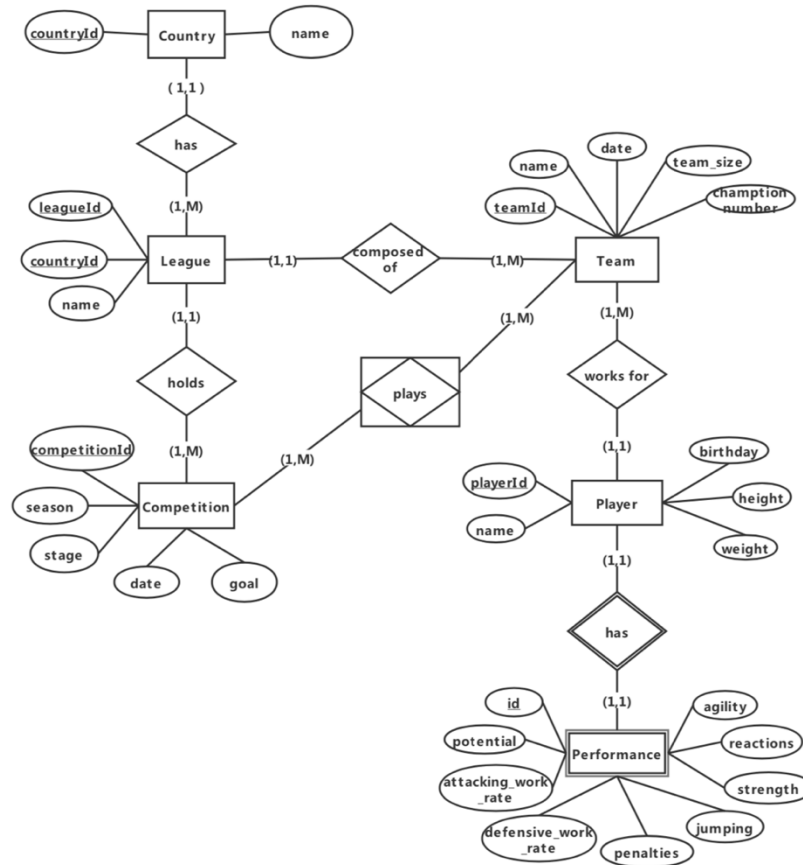 countryId
Country
name
( 1,1 )
has
(1,M)
leagueId
countryId
name
League
(1,1)
composed
of
(1,M)
name
date
team_size
teamId
chamption
number
Team
(1,1)
holds
(1,M)
plays
(1,M)
(1,M)
(1,M)
works for
(1,1)
competitionId
season
stage
Competition
date
goal
playerId
name
Player
birthday
height
weight
(1,1)
has
(1,1)
id
potential
attacking_work
_rate
defensive_work
_rate
Performance
agility
reactions
strength
jumping
penalties